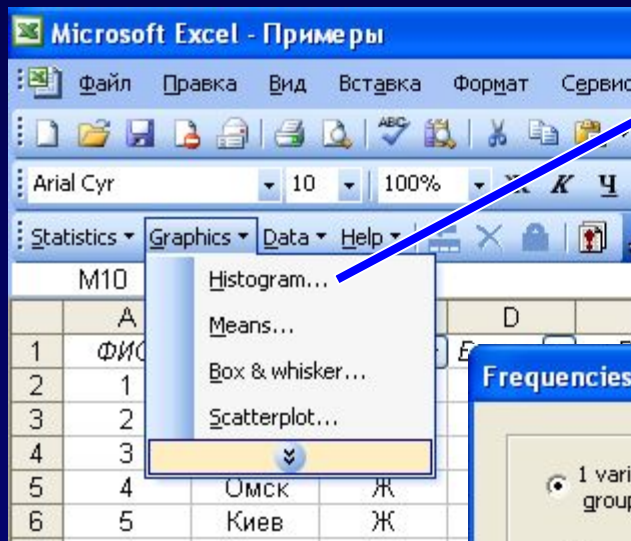 Microsoft Excel - Примеры
Файл Правка Вид Вставка Формат Сервис
Arial Cyr 10 100% Ж К Ч
Statistics Graphics Data Help
M10
Histogram...
Means...
Box & whisker...
Scatterplot...
A D
1 ФИО
2 1
3 2
4 3
5 4 Омск Ж
6 5 Киев Ж
Frequencies
1 vari
group